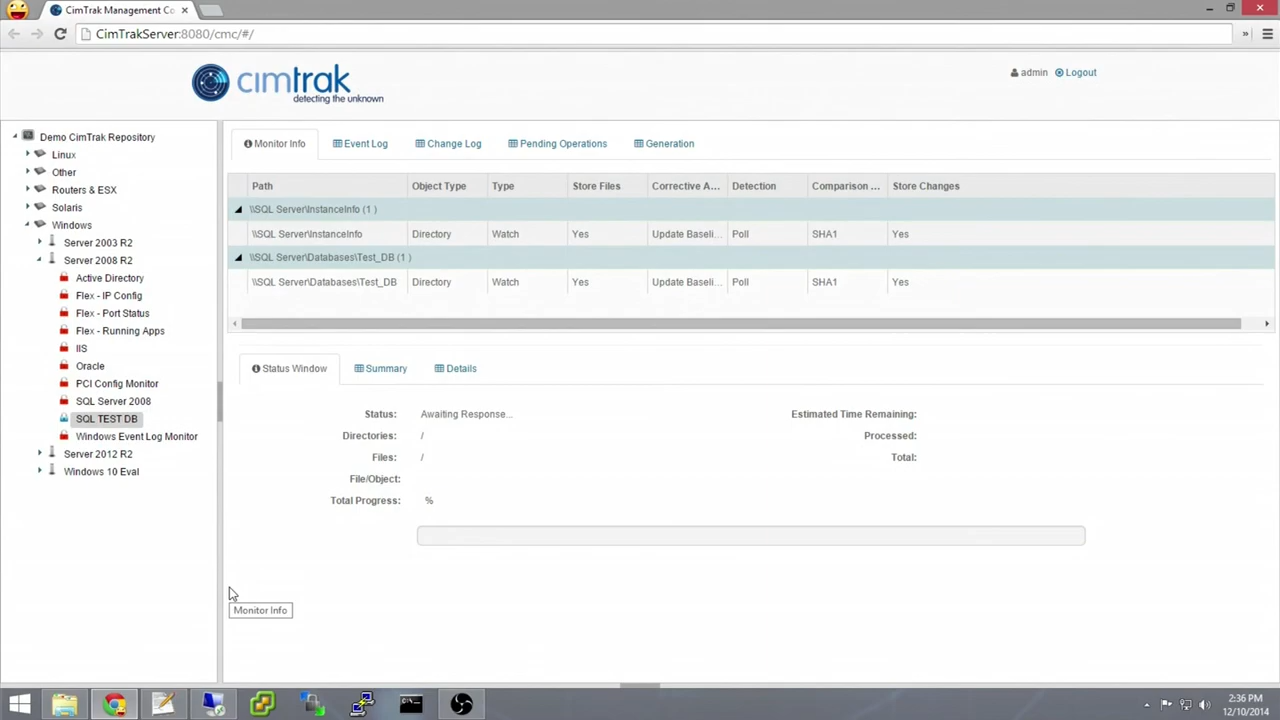 CimTrak Management Co
CimTrakServer:8080/cmc/#/
cimtrak
detecting the unknown
admin Logout
Demo CimTrak Repository
Linux
Other
Routers & ESX
Solaris
Windows
Server 2003 R2
Server 2008 R2
Active Directory
Flex - IP Config
Flex - Port Status
Flex - Running Apps
IIS
Oracle
PCI Config Monitor
SQL Server 2008
SQL TEST DB
Windows Event Log Monitor
Server 2012 R2
Windows 10 Eval
Monitor Info Event Log Change Log Pending Operations Generation
Path Object Type Type Store Files Corrective A... Detection Comparison ... Store Changes
\\SQL Server\InstanceInfo (1 )
\\SQL Server\InstanceInfo Directory Watch Yes Update Baseli... Poll SHA1 Yes
\\SQL Server\Databases\Test_DB (1 )
\\SQL Server\Databases\Test_DB Directory Watch Yes Update Baseli... Poll SHA1 Yes
Status Window Summary Details
Status: Awaiting Response... Estimated Time Remaining:
Directories: / Processed:
Files: / Total:
File/Object:
Total Progress: %
Monitor Info
2:36 PM
12/10/2014